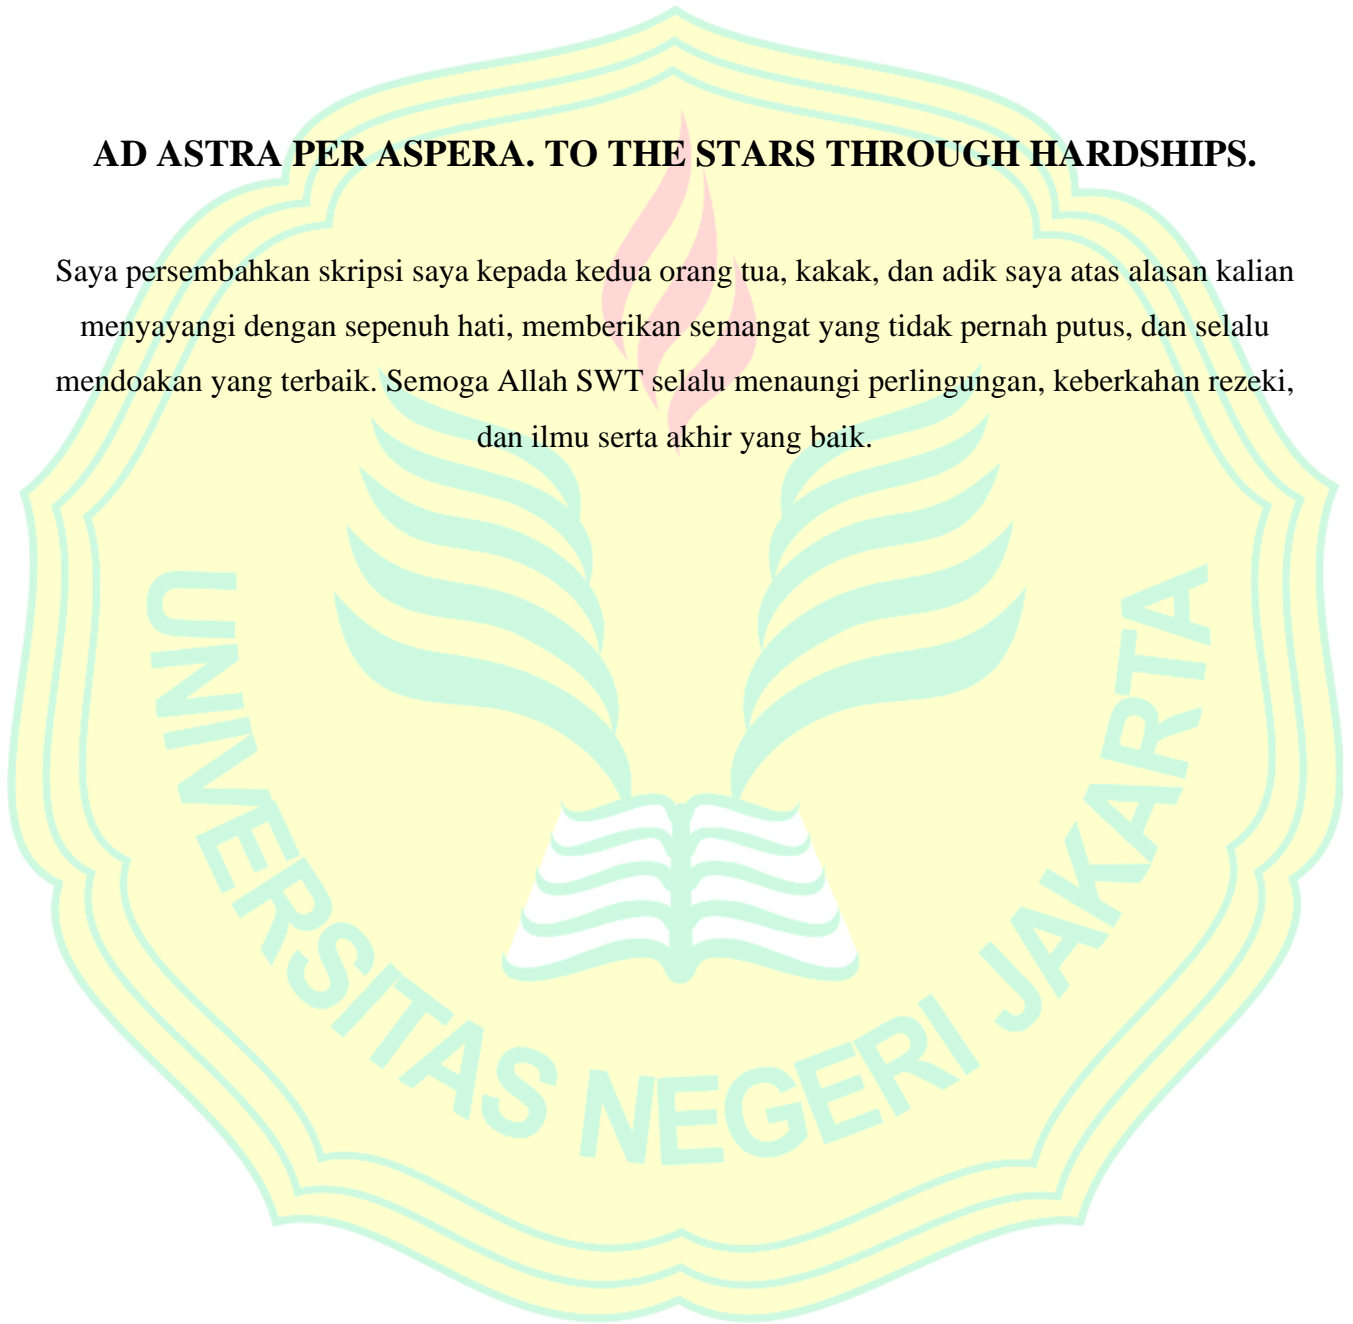 AD ASTRA PER ASPERA. TO THE STARS THROUGH HARDSHIPS.
Saya persembahkan skripsi saya kepada kedua orang tua, kakak, dan adik saya atas alasan kalian
menyayangi dengan sepenuh hati, memberikan semangat yang tidak pernah putus, dan selalu
mendoakan yang terbaik. Semoga Allah SWT selalu menaungi perlingungan, keberkahan rezeki,
dan ilmu serta akhir yang baik.
UNIVERSITAS NEGERI JAKARTA